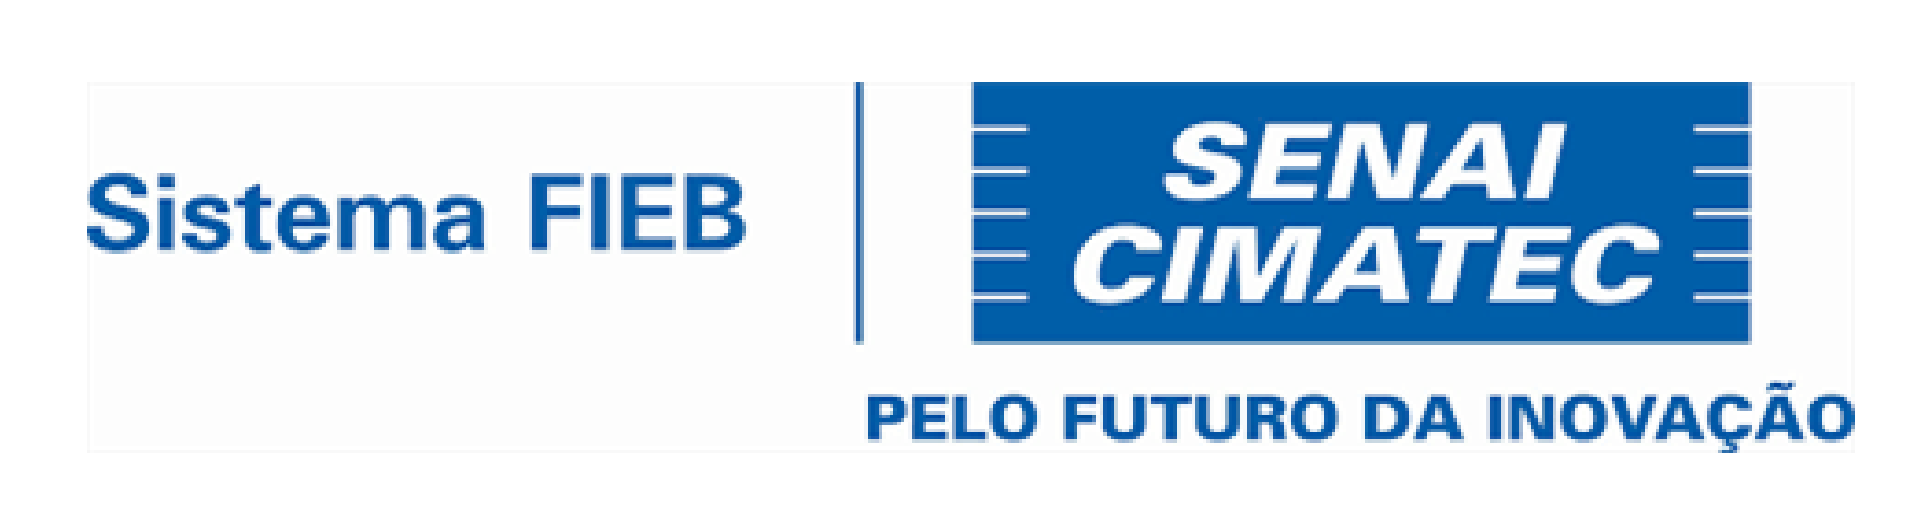 Sistema FIEB
SENAI
CIMATEC
PELO FUTURO DA INOVAÇÃO